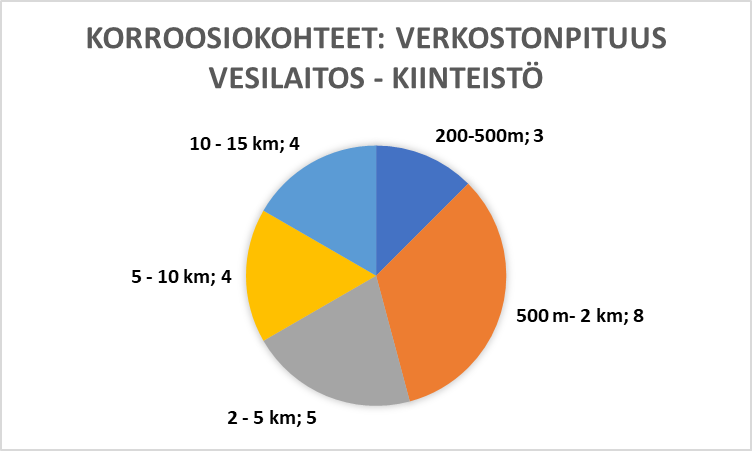 KORROOSIOKOHTEET: VERKOSTONPITUUS
VESILAITOS - KIINTEISTÖ
200-500m; 3
500 m- 2 km; 8
2 - 5 km; 5
5 - 10 km; 4
10 - 15 km; 4